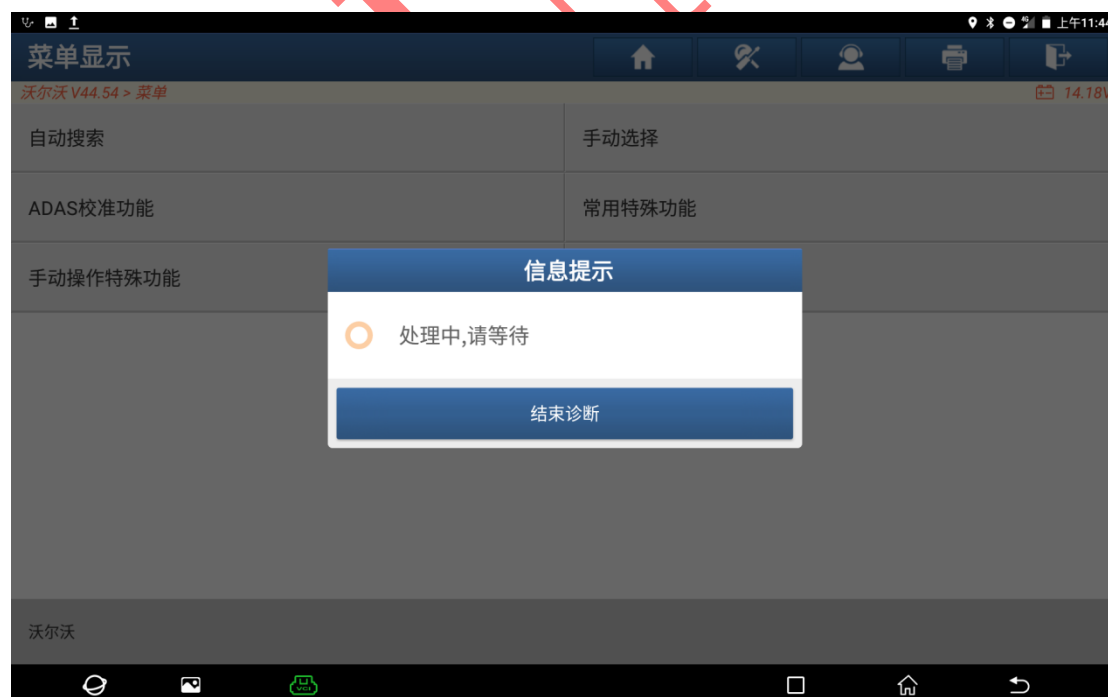 上午11:44
菜单显示
沃尔沃 V44.54 > 菜单
14.18V
自动搜索
手动选择
ADAS校准功能
常用特殊功能
手动操作特殊功能
信息提示
处理中,请等待
结束诊断
沃尔沃
VCI